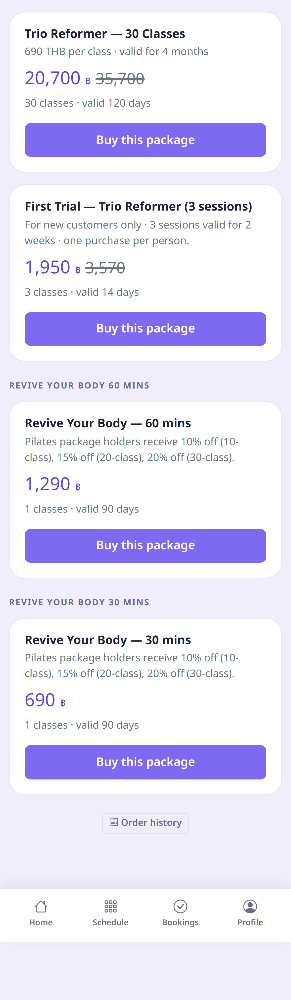 Trio Reformer — 30 Classes
690 THB per class · valid for 4 months
20,700 ฿ 35,700
30 classes · valid 120 days
Buy this package
First Trial — Trio Reformer (3 sessions)
For new customers only · 3 sessions valid for 2
weeks · one purchase per person.
1,950 ฿ 3,570
3 classes · valid 14 days
Buy this package
REVIVE YOUR BODY 60 MINS
Revive Your Body — 60 mins
Pilates package holders receive 10% off (10-
class), 15% off (20-class), 20% off (30-class).
1,290 ฿
1 classes · valid 90 days
Buy this package
REVIVE YOUR BODY 30 MINS
Revive Your Body — 30 mins
Pilates package holders receive 10% off (10-
class), 15% off (20-class), 20% off (30-class).
690 ฿
1 classes · valid 90 days
Buy this package
Order history
Home Schedule Bookings Profile